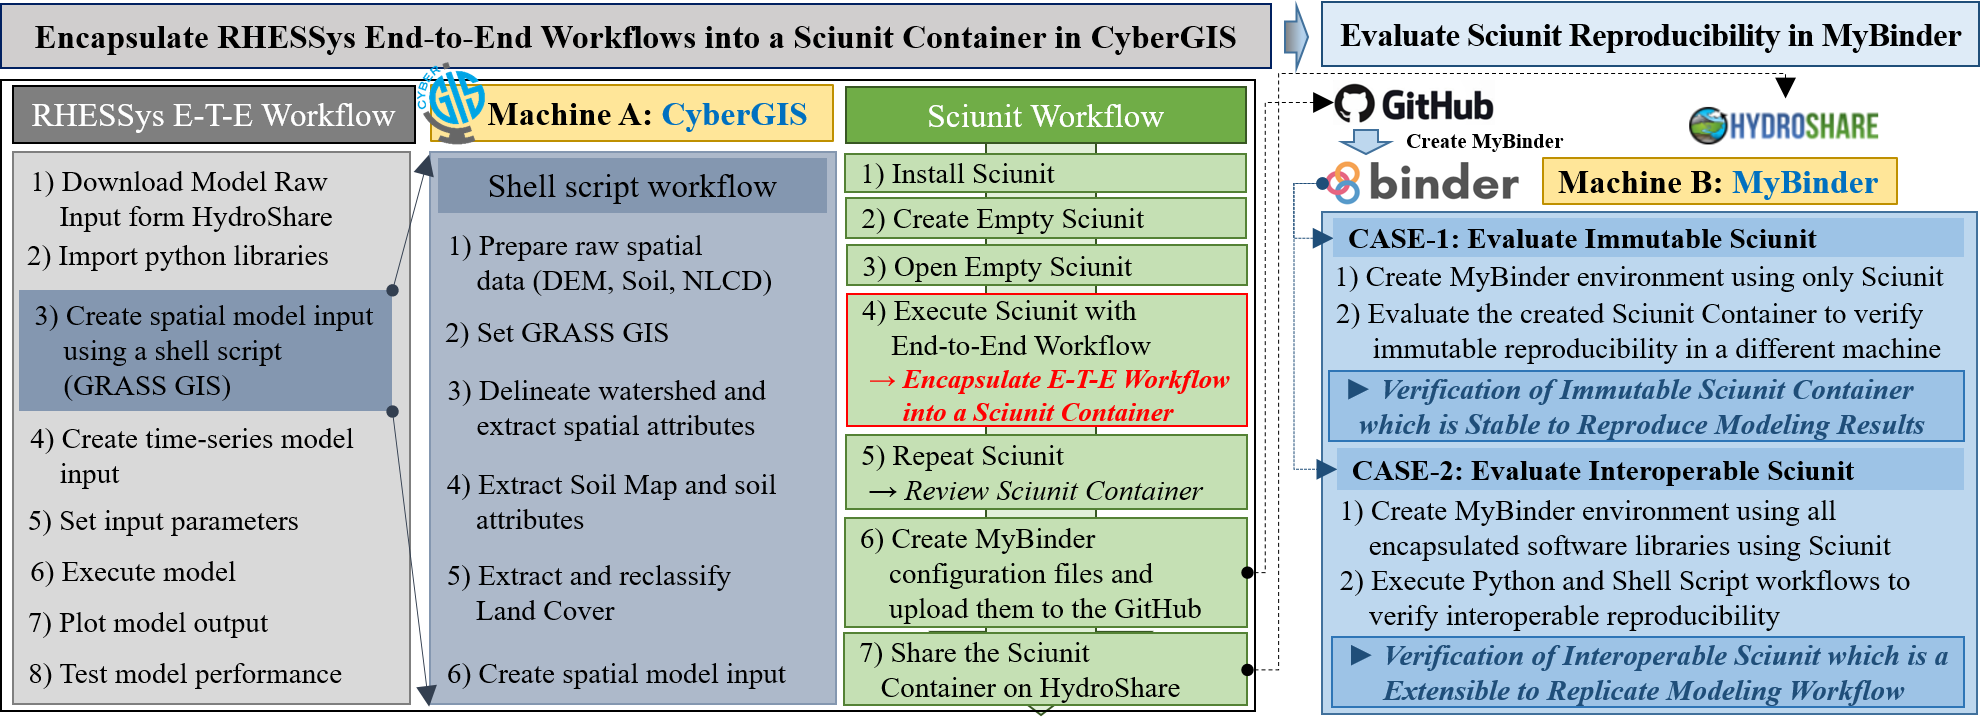 Encapsulate RHESSys End-to-End Workflows into a Sciunit Container in CyberGIS
Evaluate Sciunit Reproducibility in MyBinder
RHESSys E-T-E Workflow
1) Download Model Raw
Input form HydroShare
2) Import python libraries
3) Create spatial model input
using a shell script
(GRASS GIS)
4) Create time-series model
input
5) Set input parameters
6) Execute model
7) Plot model output
8) Test model performance
CYBER
GIS
Machine A: CyberGIS
Shell script workflow
1) Prepare raw spatial
data (DEM, Soil, NLCD)
2) Set GRASS GIS
3) Delineate watershed and
extract spatial attributes
4) Extract Soil Map and soil
attributes
5) Extract and reclassify
Land Cover
6) Create spatial model input
Sciunit Workflow
1) Install Sciunit
2) Create Empty Sciunit
3) Open Empty Sciunit
4) Execute Sciunit with
End-to-End Workflow
→ Encapsulate E-T-E Workflow
into a Sciunit Container
5) Repeat Sciunit
→ Review Sciunit Container
6) Create MyBinder
configuration files and
upload them to the GitHub
7) Share the Sciunit
Container on HydroShare
GitHub
HYDROSHARE
Create MyBinder
binder
Machine B: MyBinder
CASE-1: Evaluate Immutable Sciunit
1) Create MyBinder environment using only Sciunit
2) Evaluate the created Sciunit Container to verify
immutable reproducibility in a different machine
► Verification of Immutable Sciunit Container
which is Stable to Reproduce Modeling Results
CASE-2: Evaluate Interoperable Sciunit
1) Create MyBinder environment using all
encapsulated software libraries using Sciunit
2) Execute Python and Shell Script workflows to
verify interoperable reproducibility
► Verification of Interoperable Sciunit which is a
Extensible to Replicate Modeling Workflow